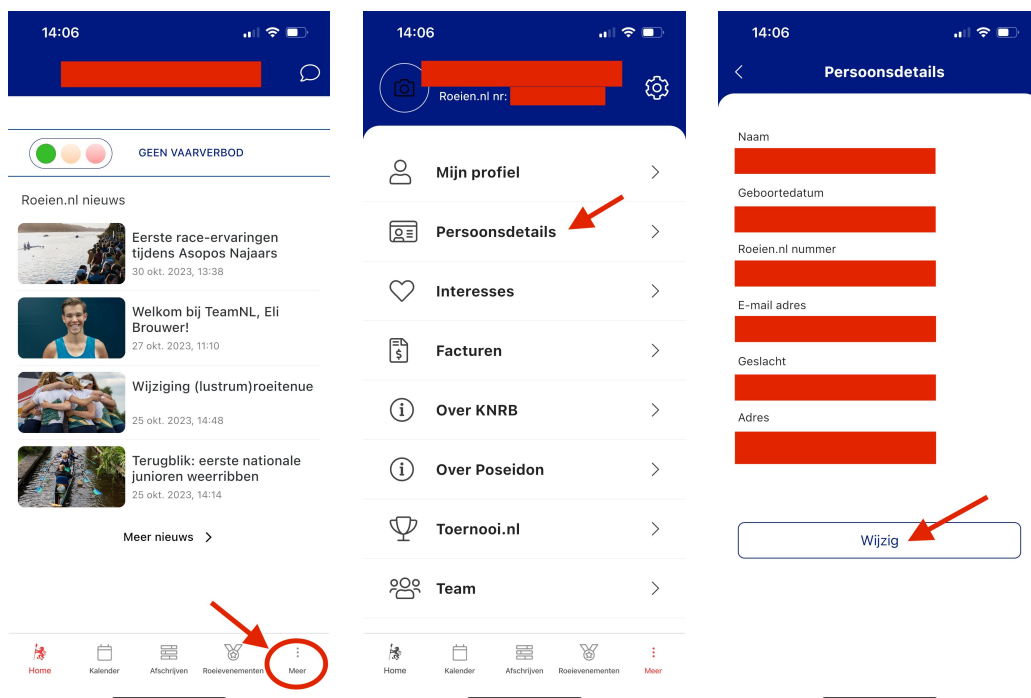 14:06
GEEN VAARVERBOD
Roeien.nl nieuws
Eerste race-ervaringen
tijdens Asopos Najaars
30 okt. 2023, 13:38
Welkom bij TeamNL, Eli
Brouwer!
27 okt. 2023, 11:10
Wijziging (lustrum)roeitenue
25 okt. 2023, 14:48
Terugblik: eerste nationale
junioren weerribben
25 okt. 2023, 14:14
Meer nieuws
Home Kalender Afschrijven Roeievenementen Meer
14:06
Roeien.nl nr:
Mijn profiel
Persoonsdetails
Interesses
Facturen
Over KNRB
Over Poseidon
Toernooi.nl
Team
Home Kalender Afschrijven Roeievenementen Meer
14:06
Persoonsdetails
Naam
Geboortedatum
Roeien.nl nummer
E-mail adres
Geslacht
Adres
Wijzig